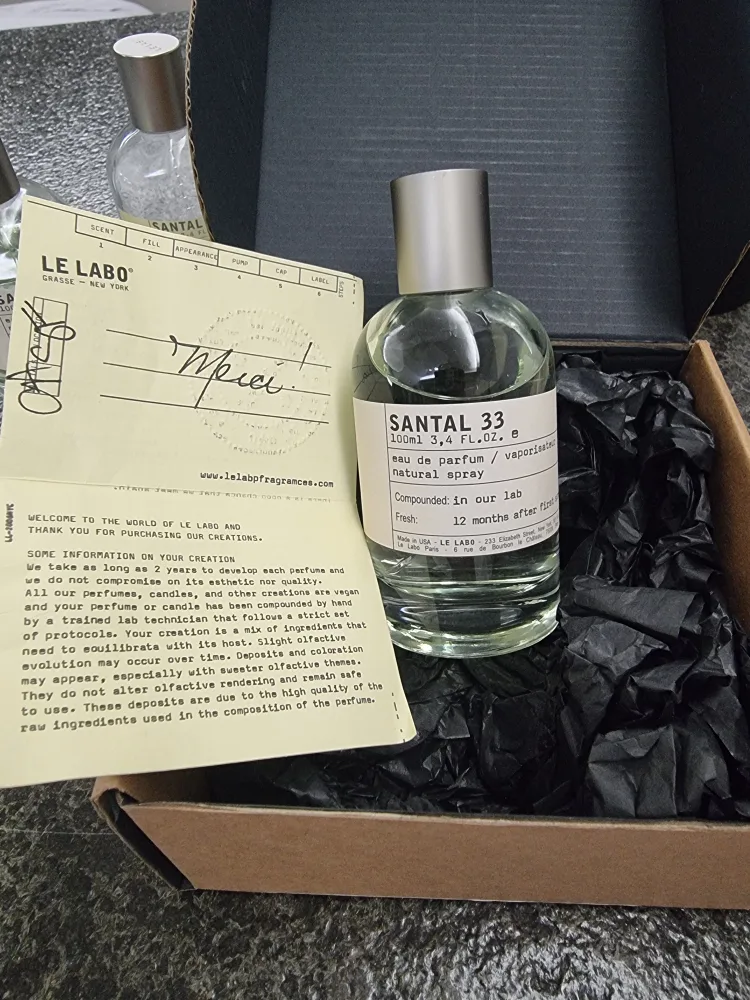 SANTAL
SCENT FILL APPEARANCE PUMP CAP LABEL STEPS
1 2 3 4 5 6
LE LABO®
GRASSE — NEW YORK
Merci!
www.lelabofragrances.com
WELCOME TO THE WORLD OF LE LABO AND
THANK YOU FOR PURCHASING OUR CREATIONS.
SOME INFORMATION ON YOUR CREATION
We take as long as 2 years to develop each perfume and
we do not compromise on its esthetic nor quality.
All our perfumes, candles, and other creations are vegan
and your perfume or candle has been compounded by hand
by a trained lab technician that follows a strict set
of protocols. Your creation is a mix of ingredients that
need to equilibrate with its host. Slight olfactive
evolution may occur over time. Deposits and coloration
may appear, especially with sweeter olfactive themes.
They do not alter olfactive rendering and remain safe
to use. These deposits are due to the high quality of the
raw ingredients used in the composition of the perfume.
SANTAL 33
100ml 3,4 FL.OZ. e
eau de parfum / vaporisateur
natural spray
Compounded: in our lab
Fresh: 12 months after first
Made in USA - LE LABO - 233 Elizabeth Street, New
Le Labo Paris - 6 rue de Bourbon le Château,